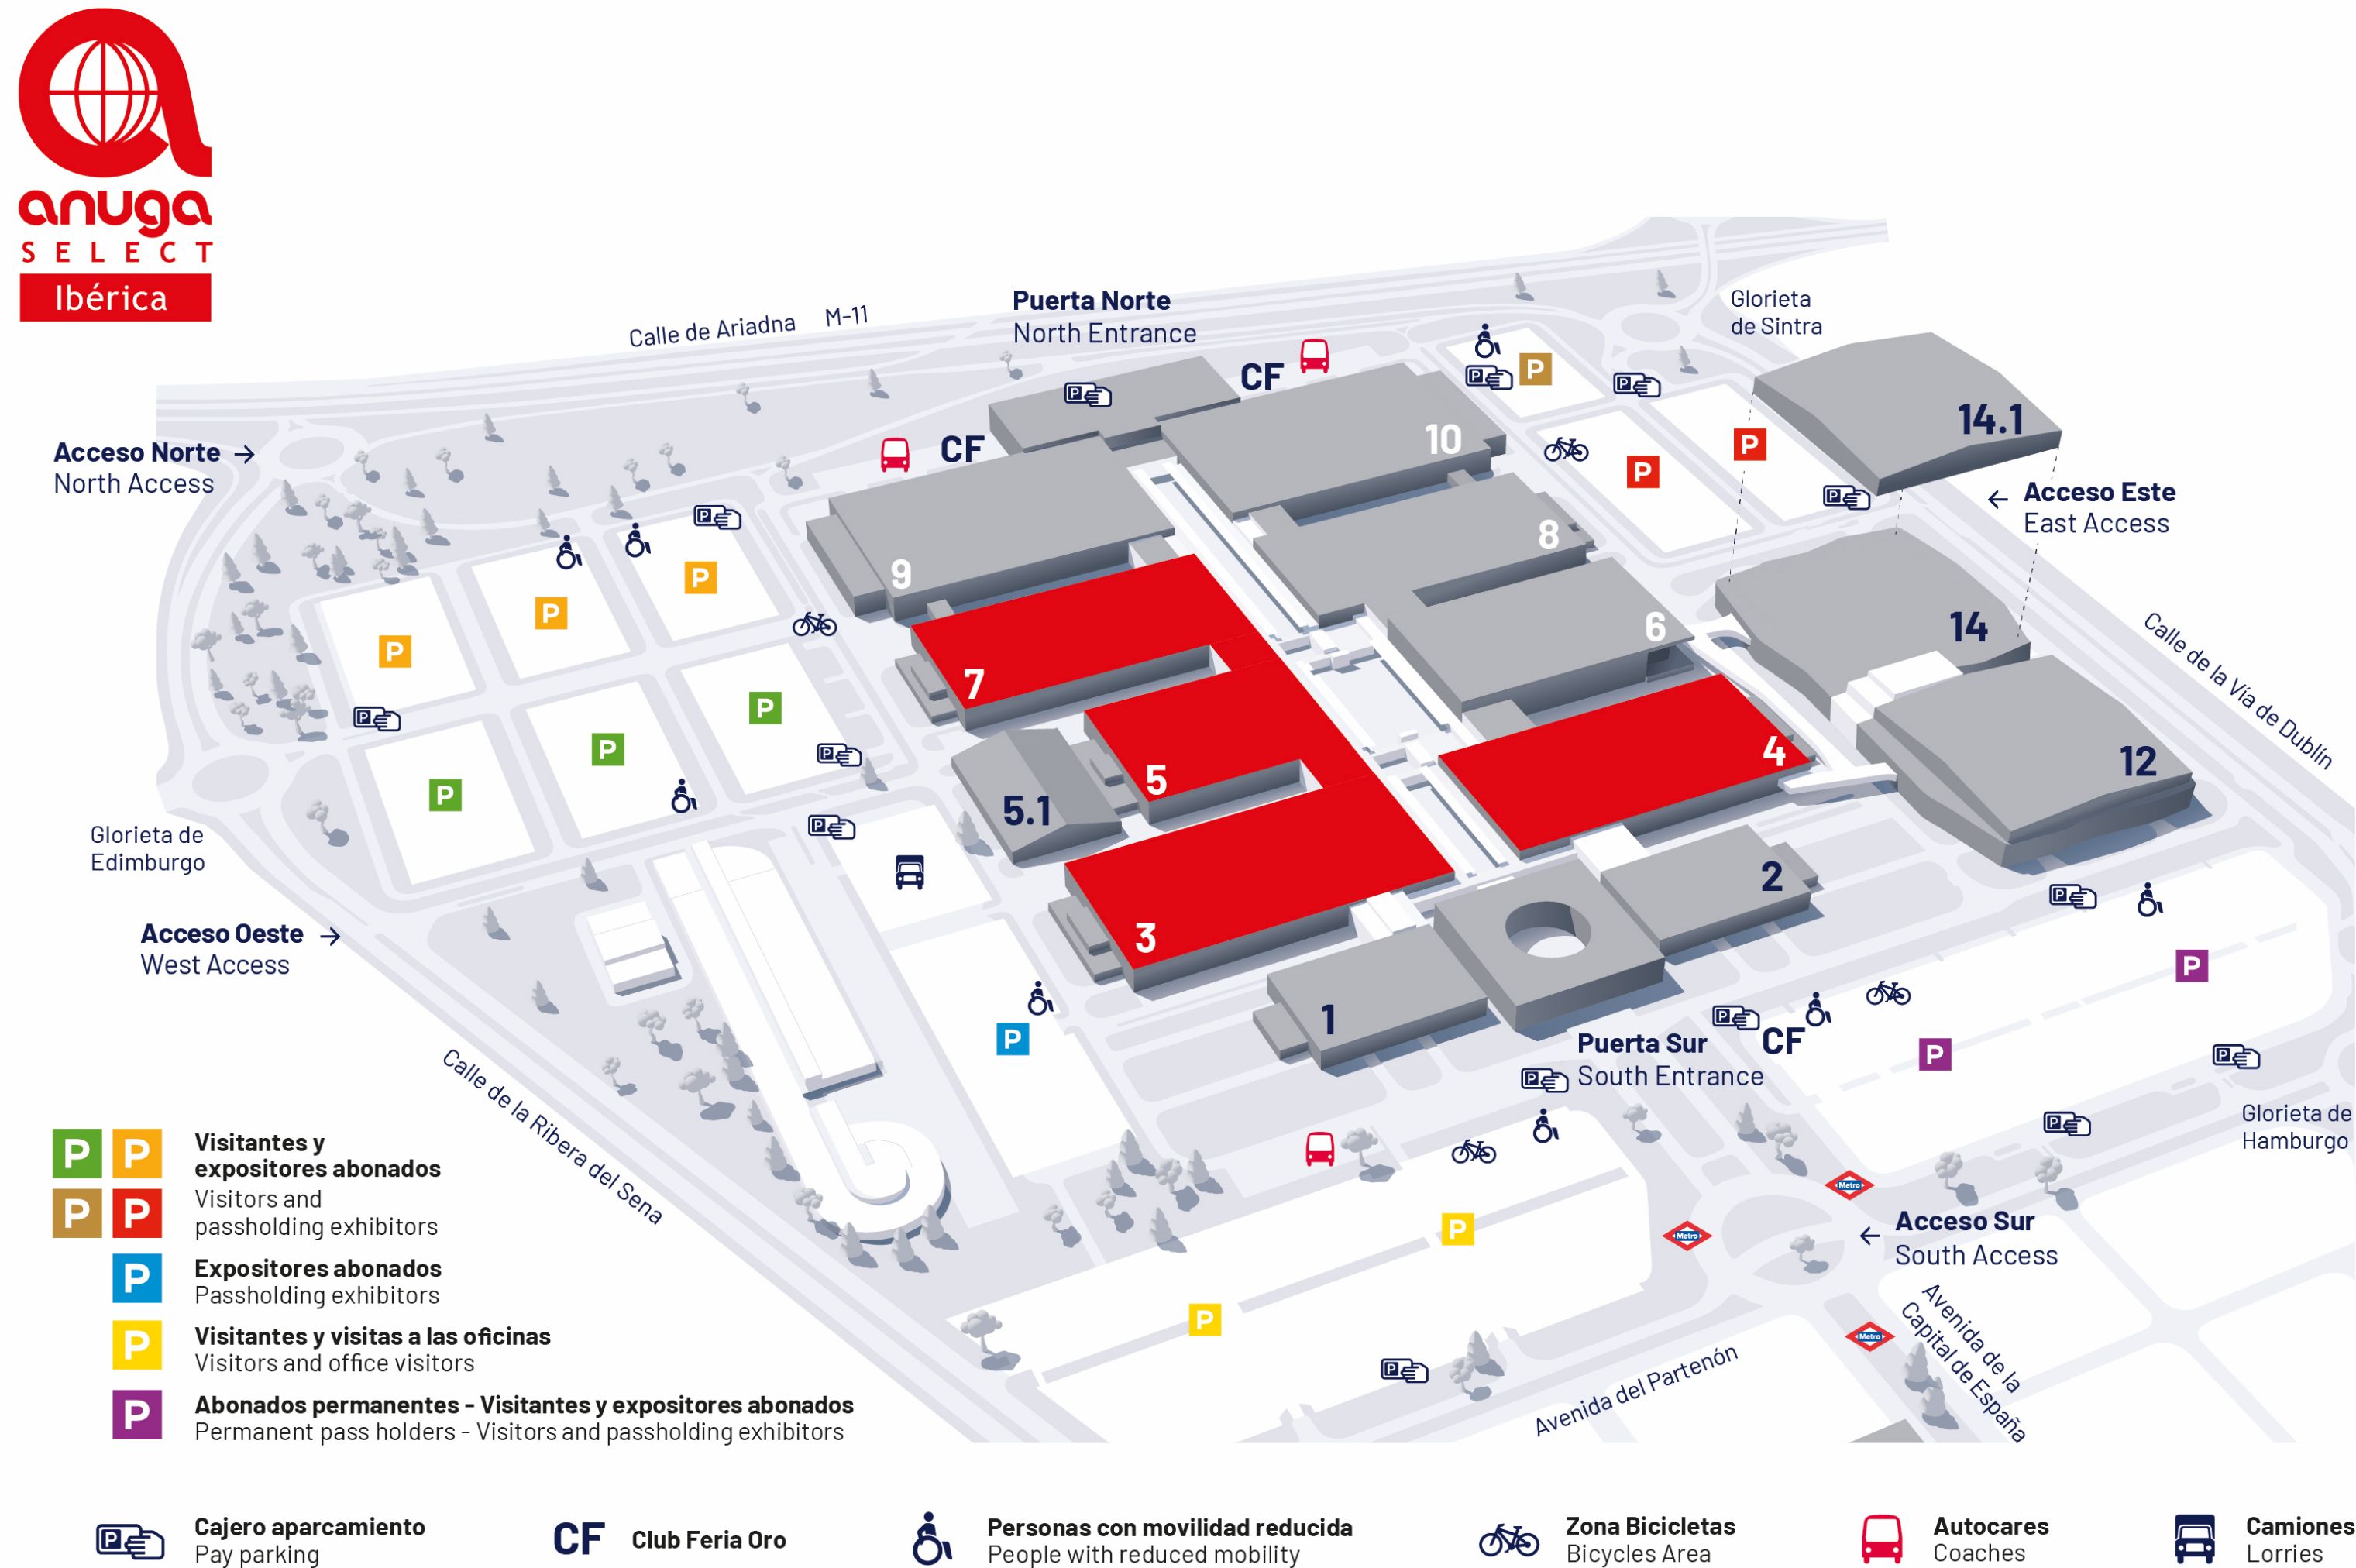 anuga
SELECT
Ibérica
Calle de Ariadna M-11
Puerta Norte
North Entrance
CF
Glorieta
de Sintra
P
P
14.1
10
Acceso Norte →
North Access
CF
P
P
P
← Acceso Este
East Access
P
P
P
P
9
8
P
P
6
14
Calle de la Vía de Dublín
7
P
P
P
P
4
12
5
5.1
P
P
P
Glorieta de
Edimburgo
2
P
Acceso Oeste →
West Access
3
P
1
P
P
CF
P
Puerta Sur
South Entrance
P
P
P
P
Glorieta de
Hamburgo
Calle de la Ribera del Sena
Metro
Metro
P
← Acceso Sur
South Access
P
Metro
P
Avenida del Partenón
Avenida de la
Capital de España
P P Visitantes y
expositores abonados
P P Visitors and
passholding exhibitors
P Expositores abonados
Passholding exhibitors
P Visitantes y visitas a las oficinas
Visitors and office visitors
P Abonados permanentes - Visitantes y expositores abonados
Permanent pass holders - Visitors and passholding exhibitors
P Cajero aparcamiento
Pay parking
CF Club Feria Oro
Personas con movilidad reducida
People with reduced mobility
Zona Bicicletas
Bicycles Area
Autocares
Coaches
Camiones
Lorries